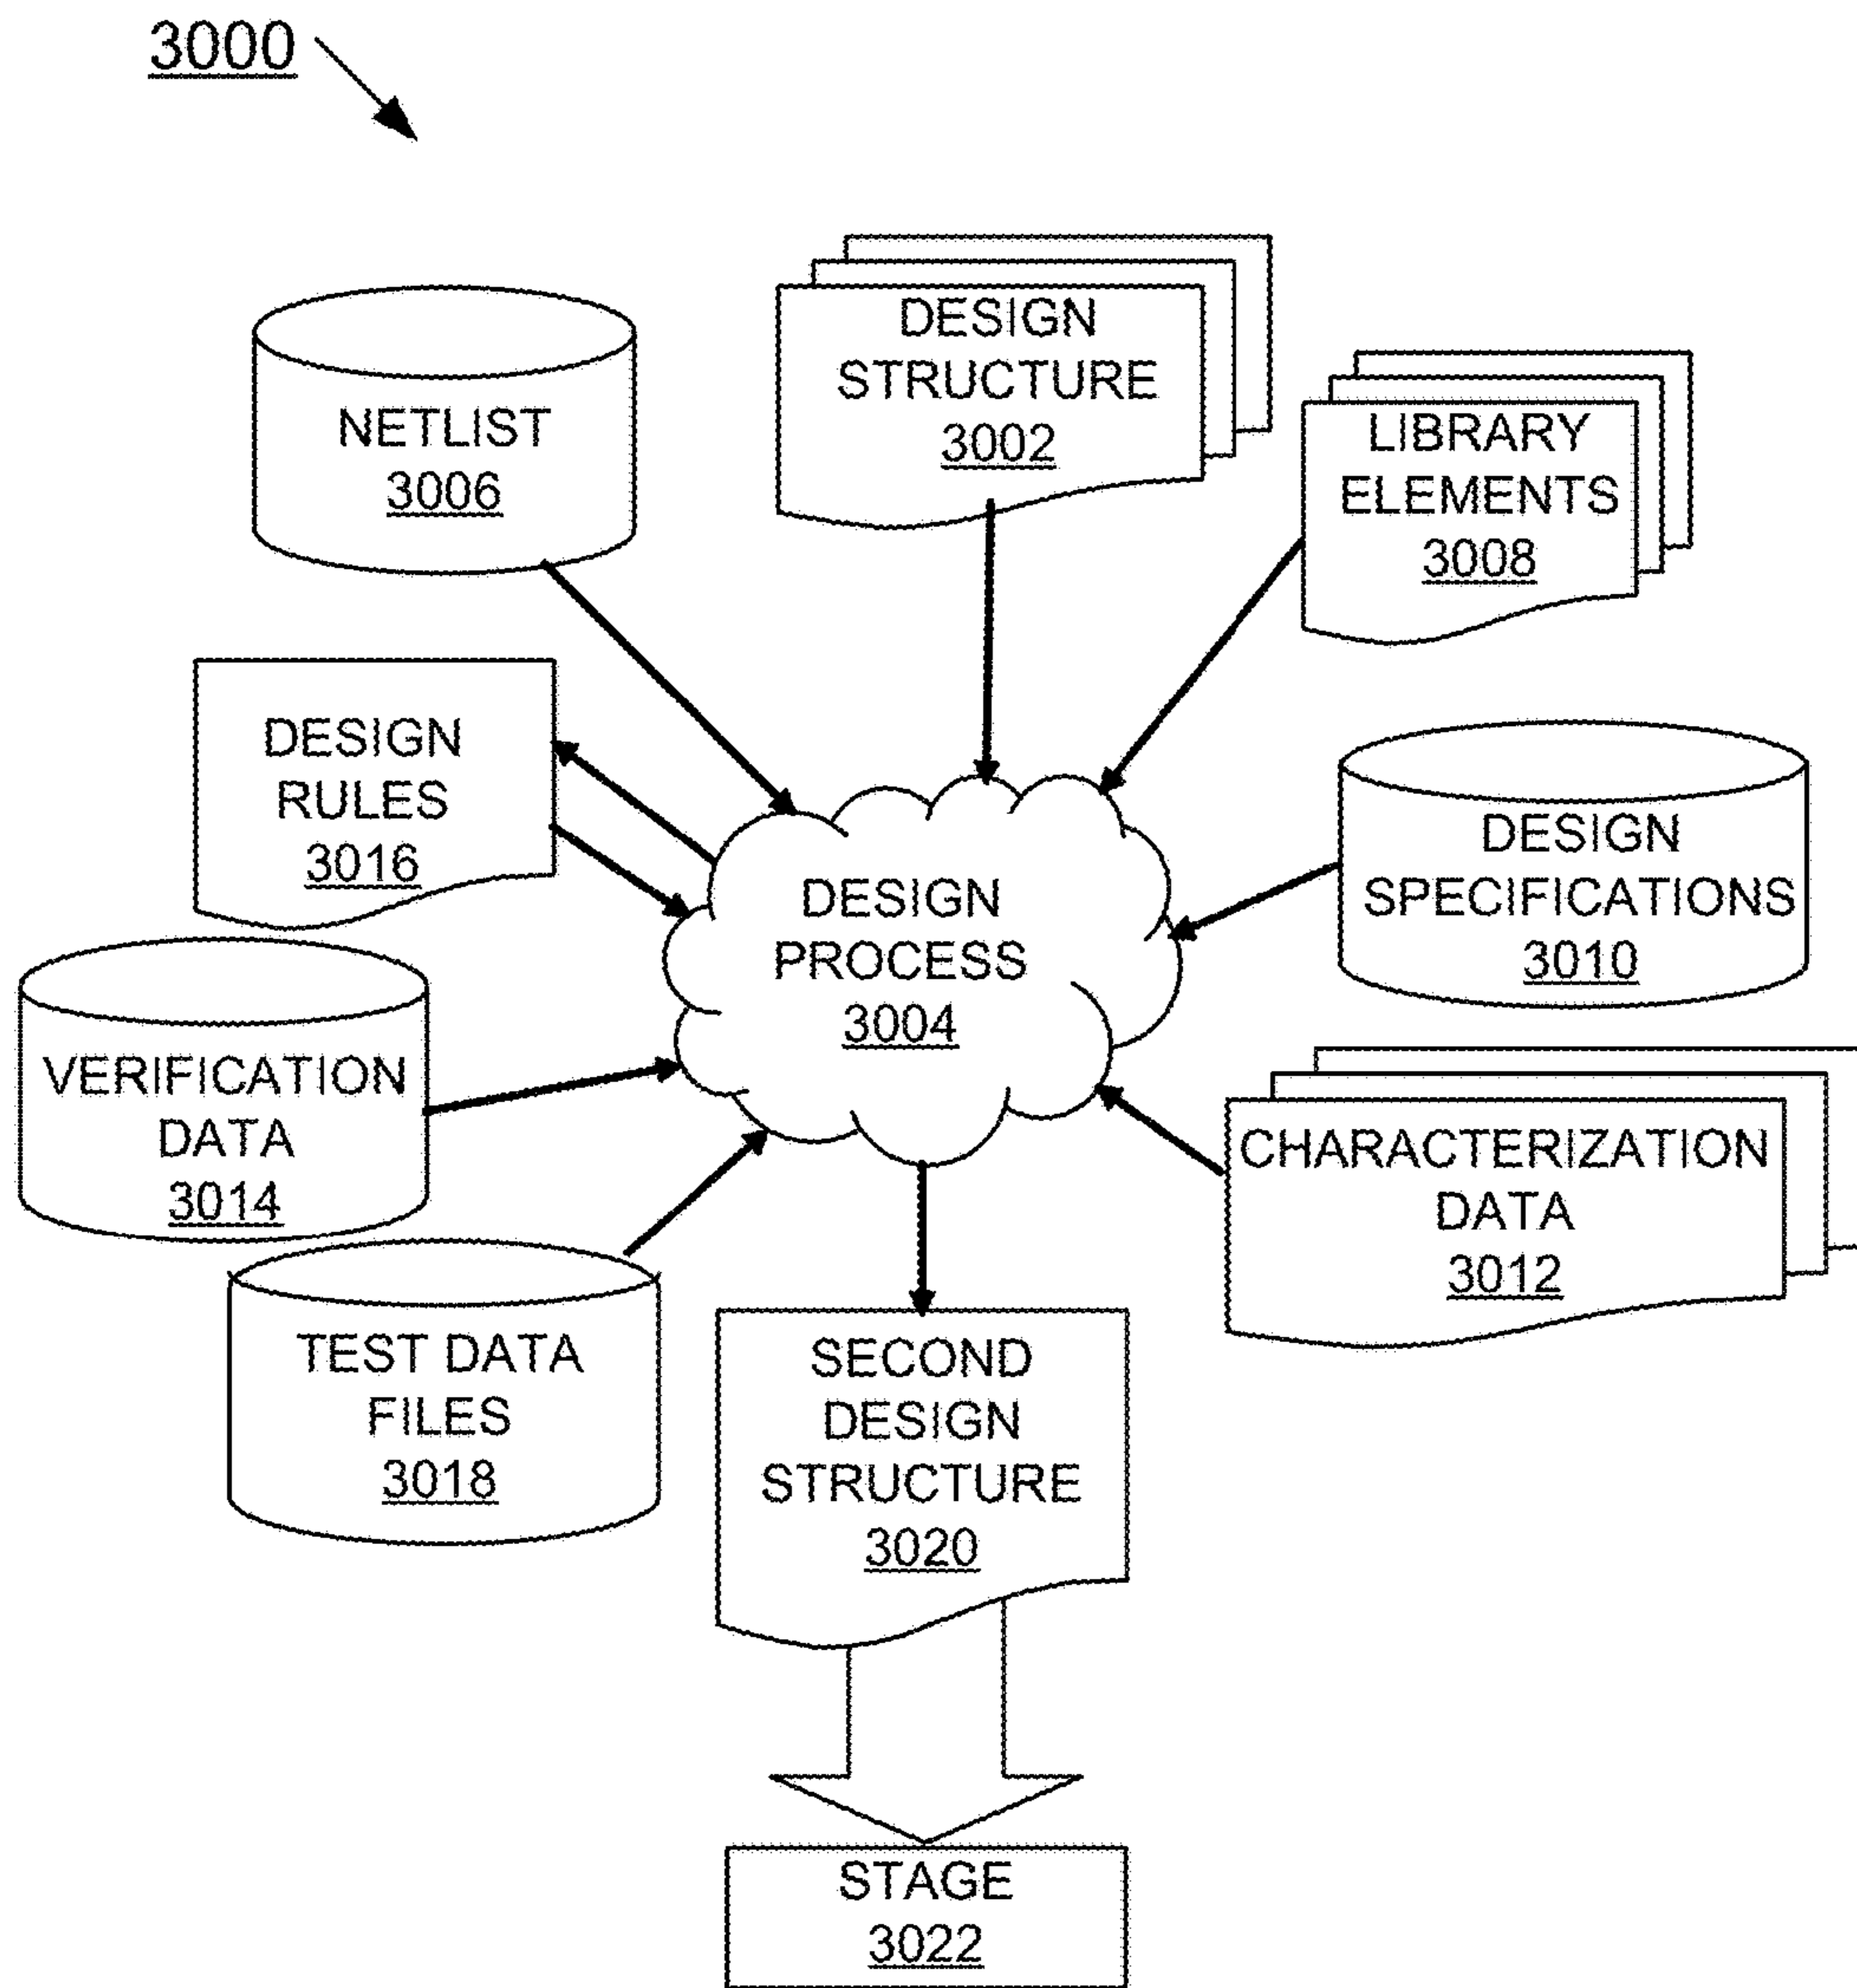 3000
DESIGN
STRUCTURE
3002
NETLIST
3006
LIBRARY
ELEMENTS
3008
DESIGN
RULES
3016
DESIGN
PROCESS
3004
DESIGN
SPECIFICATIONS
3010
VERIFICATION
DATA
3014
CHARACTERIZATION
DATA
3012
TEST DATA
FILES
3018
SECOND
DESIGN
STRUCTURE
3020
STAGE
3022